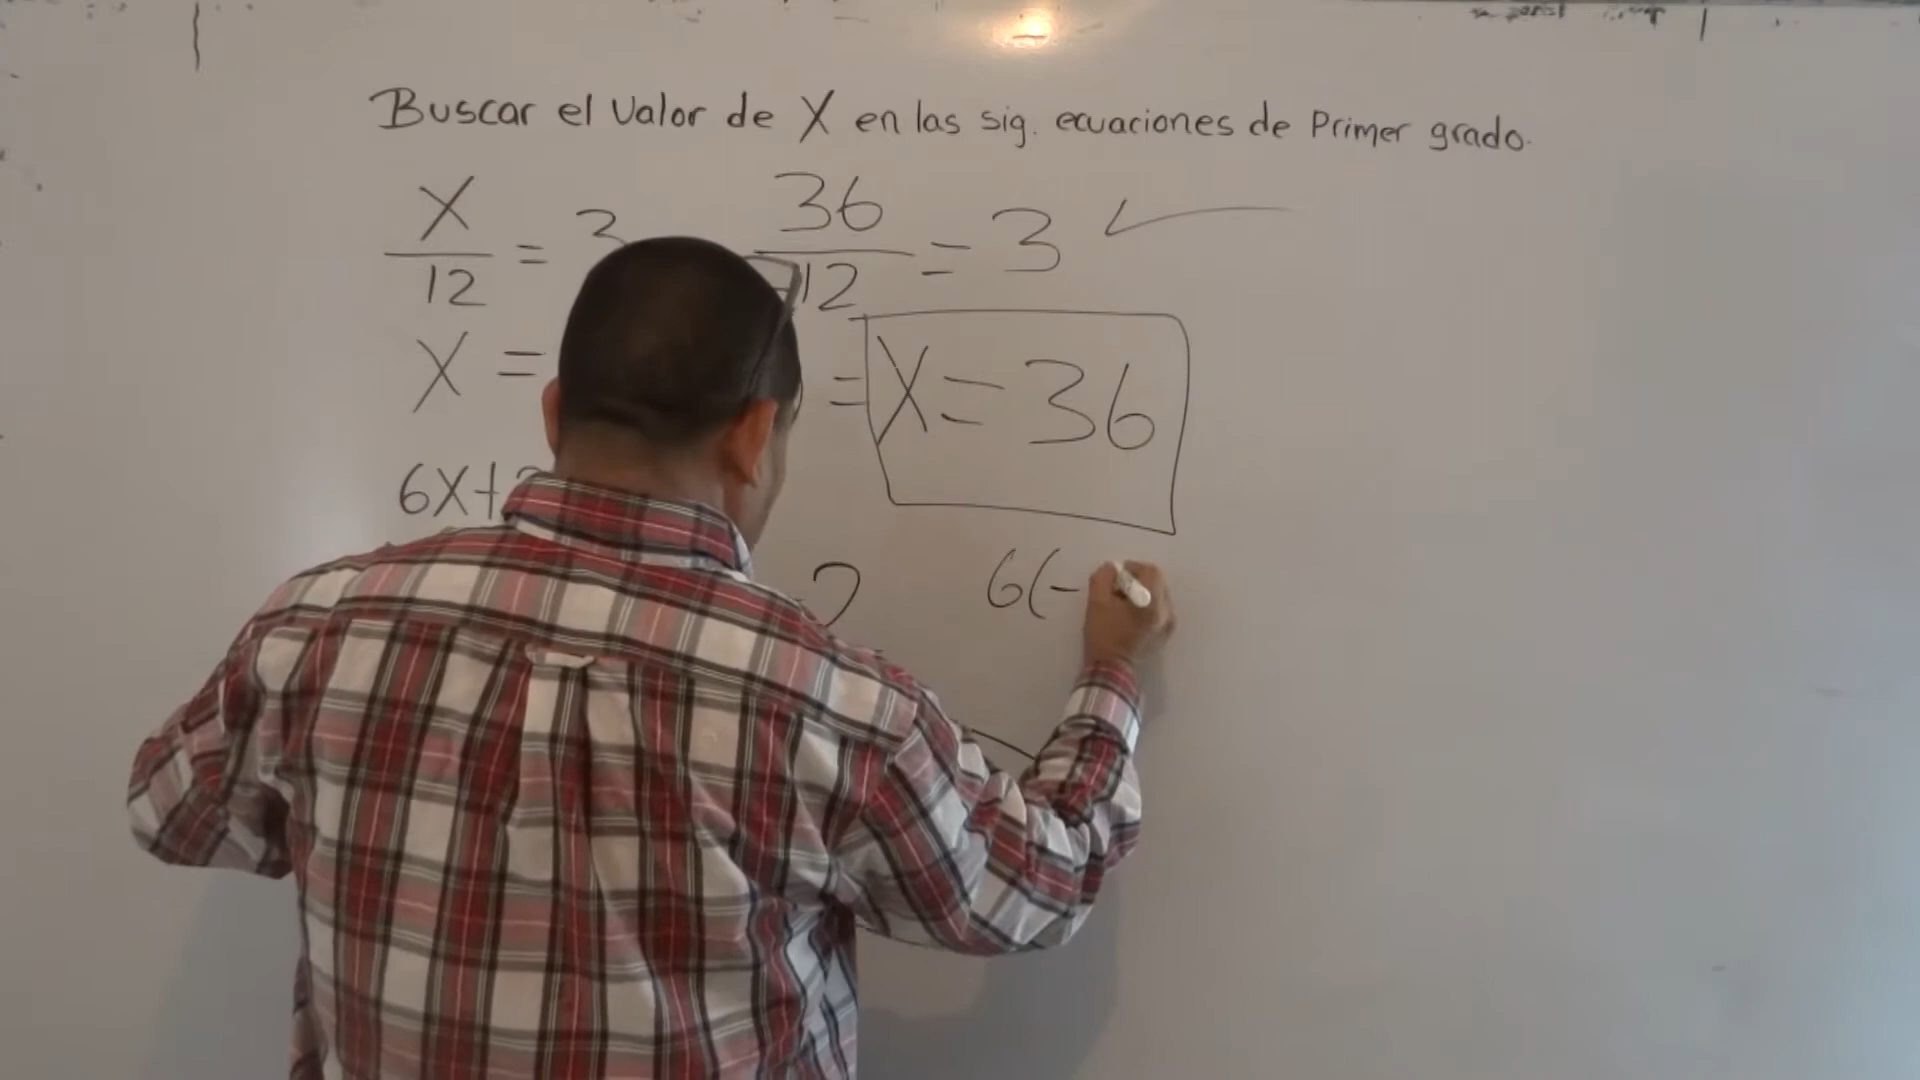 Buscar el Valor de X en las sig. ecuaciones de Primer grado.
X/12 = 3 36/12 = 3
X = = X = 36
6X+
2 6(-